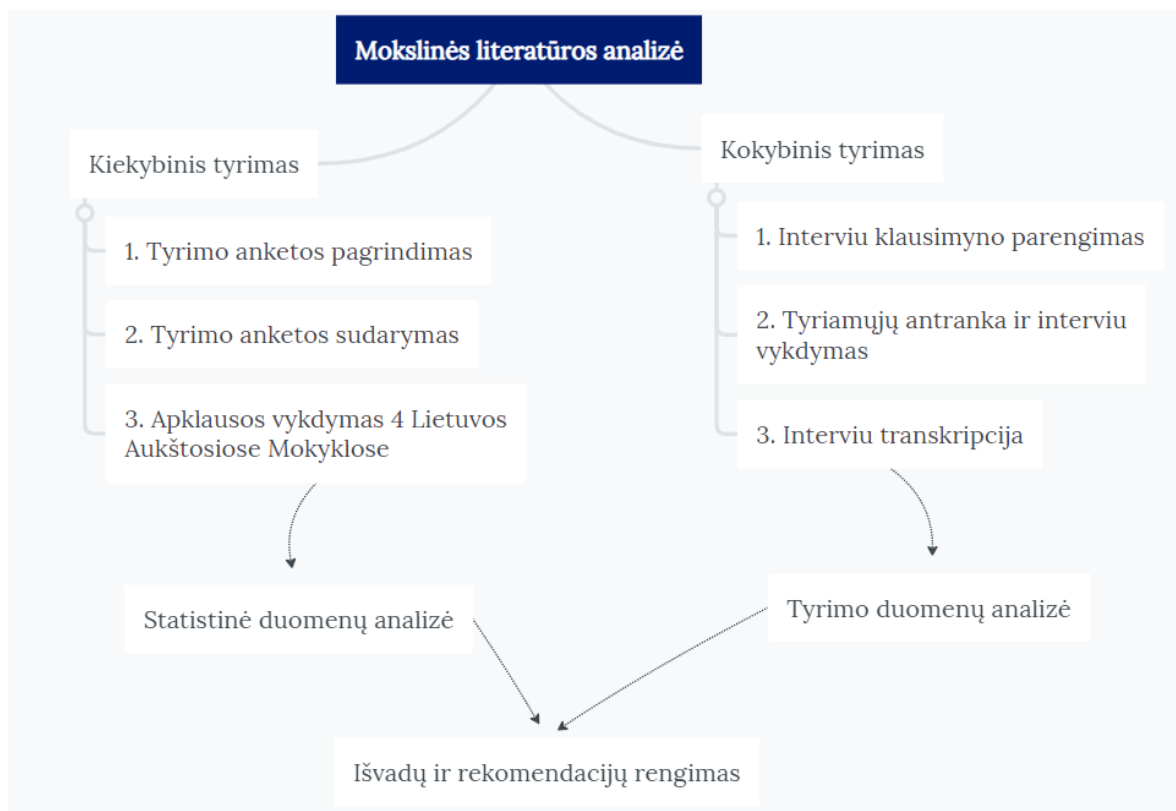 Mokslinės literatūros analizė
Kiekybinis tyrimas
1. Tyrimo anketos pagrindimas
2. Tyrimo anketos sudarymas
3. Apklausos vykdymas 4 Lietuvos
Aukštosiose Mokyklose
Statistinė duomenų analizė
Kokybinis tyrimas
1. Interviu klausimyno parengimas
2. Tyriamųjų antranka ir interviu
vykdymas
3. Interviu transkripcija
Tyrimo duomenų analizė
Išvadų ir rekomendacijų rengimas